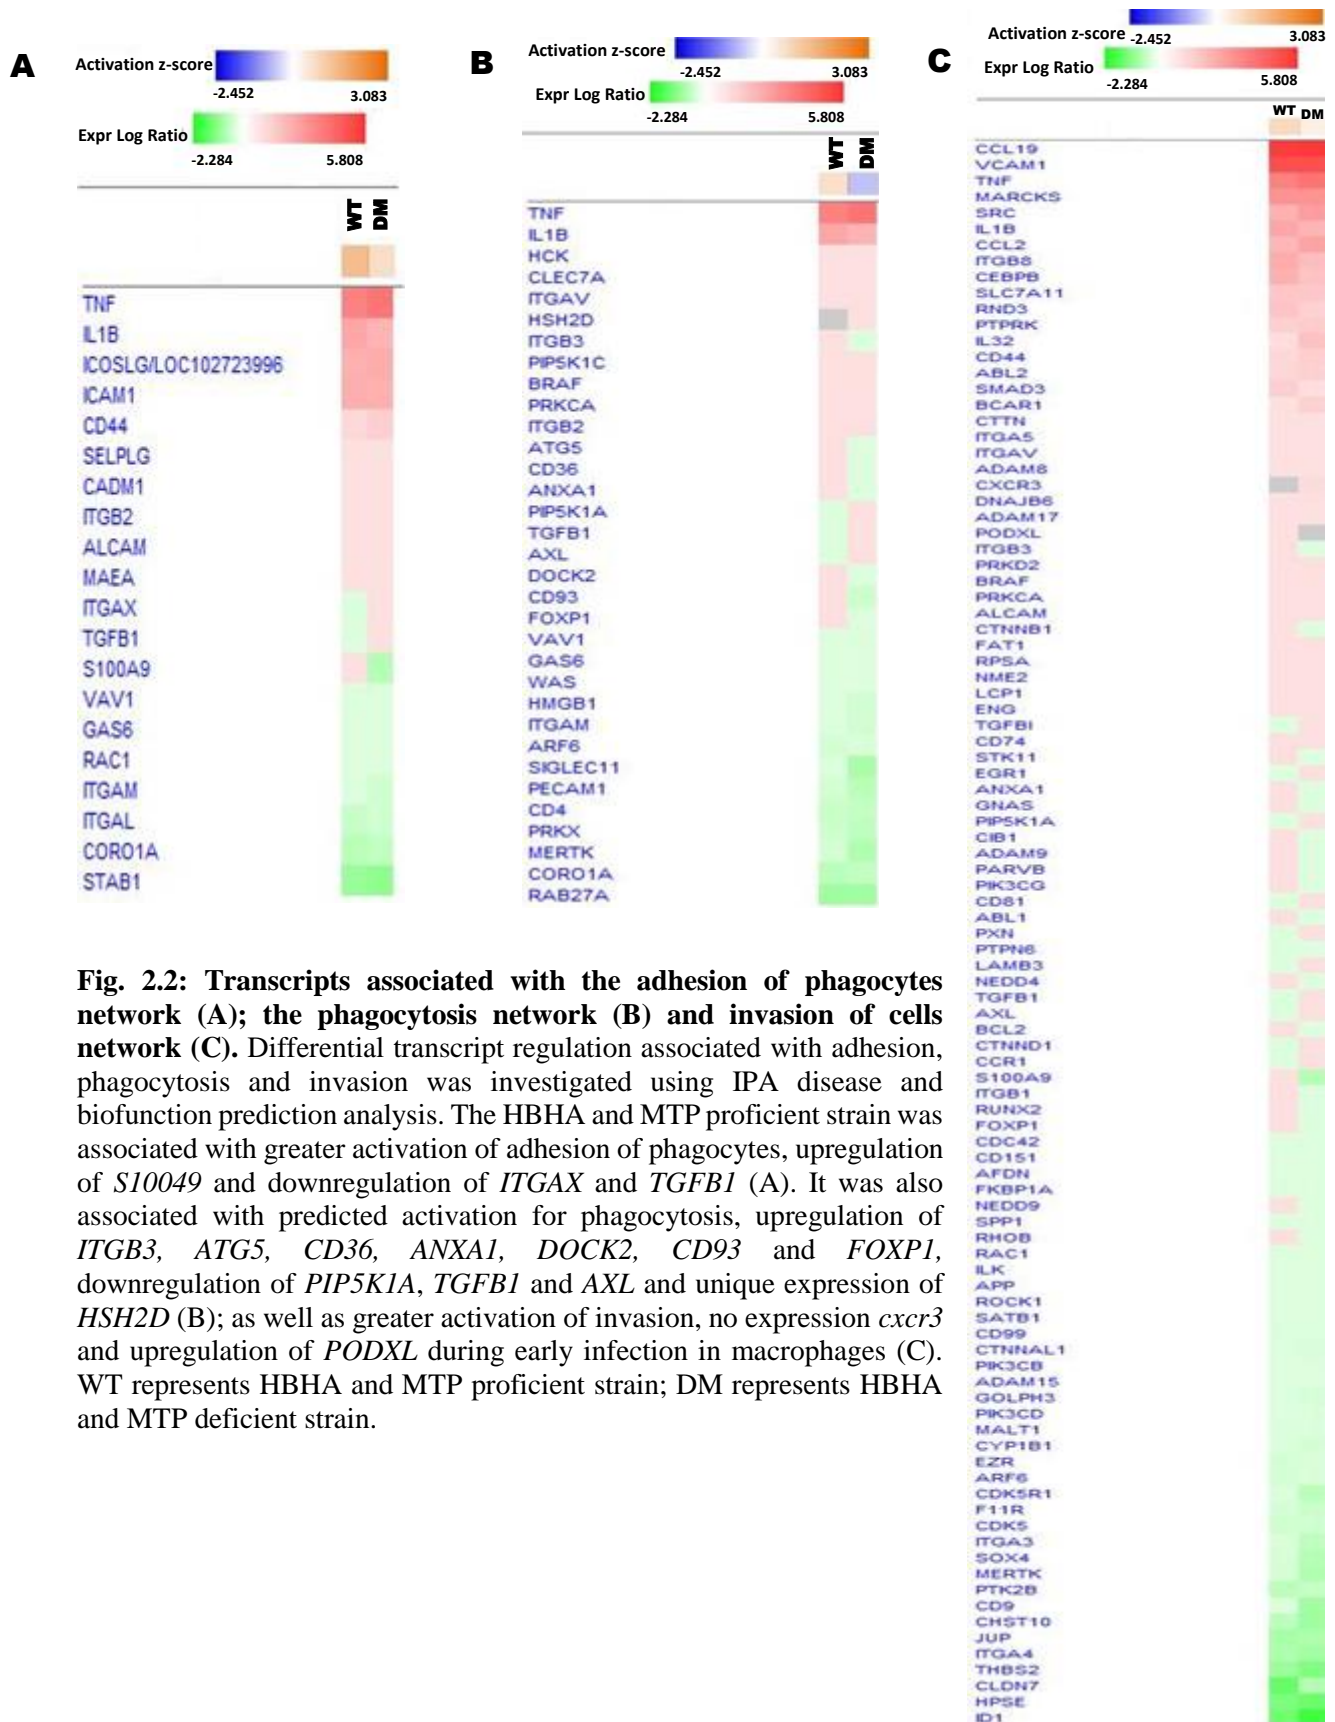 A
Activation z-score
-2.452 3.083
Expr Log Ratio
-2.284 5.808
WT DM
TNF
IL1B
ICOSLG/LOC102723996
ICAM1
CD44
SELPLG
CADM1
ITGB2
ALCAM
MAEA
ITGAX
TGFB1
S100A9
VAV1
GAS6
RAC1
ITGAM
ITGAL
CORO1A
STAB1
B
Activation z-score
-2.452 3.083
Expr Log Ratio
-2.284 5.808
WT DM
TNF
IL1B
HCK
CLEC7A
ITGAV
HSH2D
ITGB3
PIP5K1C
BRAF
PRKCA
ITGB2
ATG5
CD36
ANXA1
PIP5K1A
TGFB1
AXL
DOCK2
CD93
FOXP1
VAV1
GAS6
WAS
HMGB1
ITGAM
ARF6
SIGLEC11
PECAM1
CD4
PRKX
MERTK
CORO1A
RAB27A
C
Activation z-score
-2.452 3.083
Expr Log Ratio
-2.284 5.808
WT DM
CCL19
VCAM1
TNF
MARCKS
SRC
IL1B
CCL2
ITGB8
CEBPB
SLC7A11
RND3
PTPRK
IL32
CD44
ABL2
SMAD3
BCAR1
CTTN
ITGA5
ITGAV
ADAM8
CXCR3
DNAJB6
ADAM17
PODXL
ITGB3
PRKD2
BRAF
PRKCA
ALCAM
CTNNB1
FAT1
RPSA
NME2
LCP1
ENG
TGFBI
CD74
STK11
EGR1
ANXA1
GNAS
PIP5K1A
CIB1
ADAM9
PARVB
PIK3CG
CD81
ABL1
PXN
PTPN6
LAMB3
NEDD4
TGFB1
AXL
BCL2
CTNND1
CCR1
S100A9
ITGB1
RUNX2
FOXP1
CDC42
CD151
AFDN
FKBP1A
NEDD9
SPP1
RHOB
RAC1
ILK
APP
ROCK1
SATB1
CD99
CTNNAL1
PIK3CB
ADAM15
GOLPH3
PIK3CD
MALT1
CYP1B1
EZR
ARF6
CDK5R1
F11R
CDK5
ITGA3
SOX4
MERTK
PTK2B
CD9
CHST10
JUP
ITGA4
THBS2
CLDN7
HPSE
ID1
Fig. 2.2: Transcripts associated with the adhesion of phagocytes
network (A); the phagocytosis network (B) and invasion of cells
network (C). Differential transcript regulation associated with adhesion,
phagocytosis and invasion was investigated using IPA disease and
biofunction prediction analysis. The HBHA and MTP proficient strain was
associated with greater activation of adhesion of phagocytes, upregulation
of S10049 and downregulation of ITGAX and TGFB1 (A). It was also
associated with predicted activation for phagocytosis, upregulation of
ITGB3, ATG5, CD36, ANXA1, DOCK2, CD93 and FOXP1,
downregulation of PIP5K1A, TGFB1 and AXL and unique expression of
HSH2D (B); as well as greater activation of invasion, no expression cxcr3
and upregulation of PODXL during early infection in macrophages (C).
WT represents HBHA and MTP proficient strain; DM represents HBHA
and MTP deficient strain.